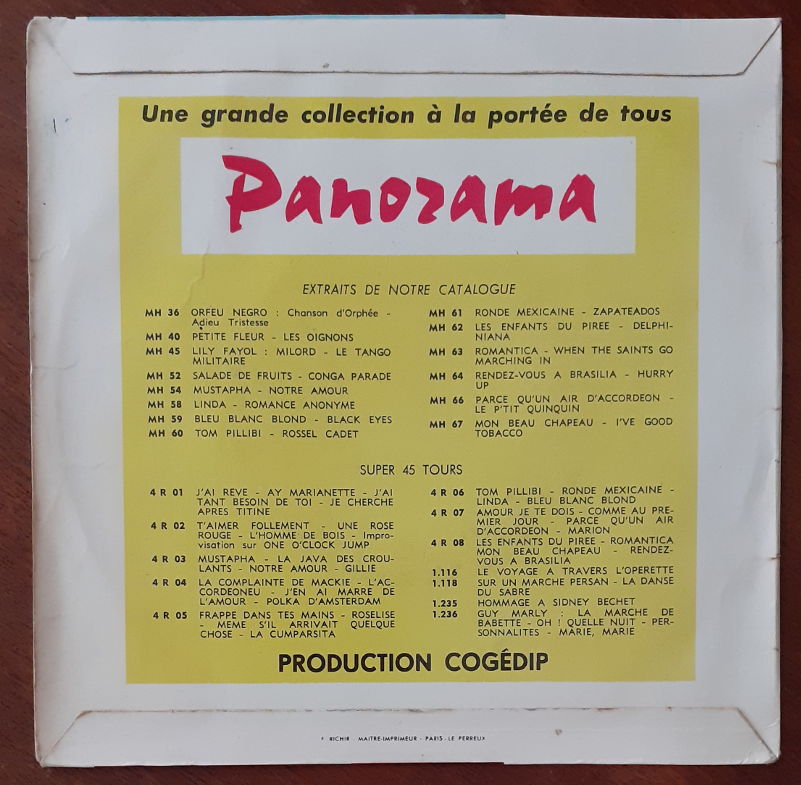 Une grande collection à la portée de tous
Panorama
EXTRAITS DE NOTRE CATALOGUE
MH 36 ORFEU NEGRO : Chanson d'Orphée -
Adieu Tristesse
MH 40 PETITE FLEUR - LES OIGNONS
MH 45 LILY FAYOL : MILORD - LE TANGO
MILITAIRE
MH 52 SALADE DE FRUITS - CONGA PARADE
MH 54 MUSTAPHA - NOTRE AMOUR
MH 58 LINDA - ROMANCE ANONYME
MH 59 BLEU BLANC BLOND - BLACK EYES
MH 60 TOM PILLIBI - ROSSEL CADET
MH 61 RONDE MEXICAINE - ZAPATEADOS
MH 62 LES ENFANTS DU PIREE - DELPHI-
NIANA
MH 63 ROMANTICA - WHEN THE SAINTS GO
MARCHING IN
MH 64 RENDEZ-VOUS A BRASILIA - HURRY
UP
MH 66 PARCE QU'UN AIR D'ACCORDEON -
LE P'TIT QUINQUIN
MH 67 MON BEAU CHAPEAU - I'VE GOOD
TOBACCO
SUPER 45 TOURS
4 R 01 J'AI REVE - AY MARIANETTE - J'AI
TANT BESOIN DE TOI - JE CHERCHE
APRES TITINE
4 R 02 T'AIMER FOLLEMENT - UNE ROSE
ROUGE - L'HOMME DE BOIS - Impro-
visation sur ONE O'CLOCK JUMP
4 R 03 MUSTAPHA - LA JAVA DES CROU-
LANTS - NOTRE AMOUR - GILLIE
4 R 04 LA COMPLAINTE DE MACKIE - L'AC-
CORDEONEU - J'EN AI MARRE DE
L'AMOUR - POLKA D'AMSTERDAM
4 R 05 FRAPPE DANS TES MAINS - ROSELISE
- MEME S'IL ARRIVAIT QUELQUE
CHOSE - LA CUMPARSITA
4 R 06 TOM PILLIBI - RONDE MEXICAINE -
LINDA - BLEU BLANC BLOND
4 R 07 AMOUR JE TE DOIS - COMME AU PRE-
MIER JOUR - PARCE QU'UN AIR
D'ACCORDEON - MARION
4 R 08 LES ENFANTS DU PIREE - ROMANTICA
MON BEAU CHAPEAU - RENDEZ-
VOUS A BRASILIA
1.116 LE VOYAGE A TRAVERS L'OPERETTE
1.118 SUR UN MARCHE PERSAN - LA DANSE
DU SABRE
1.235 HOMMAGE A SIDNEY BECHET
1.236 GUY MARLY : LA MARCHE DE
BABETTE - OH ! QUELLE NUIT - PER-
SONNALITES - MARIE, MARIE
PRODUCTION COGÉDIP
F. RICHIR - MAITRE-IMPRIMEUR - PARIS - LE PERREUX